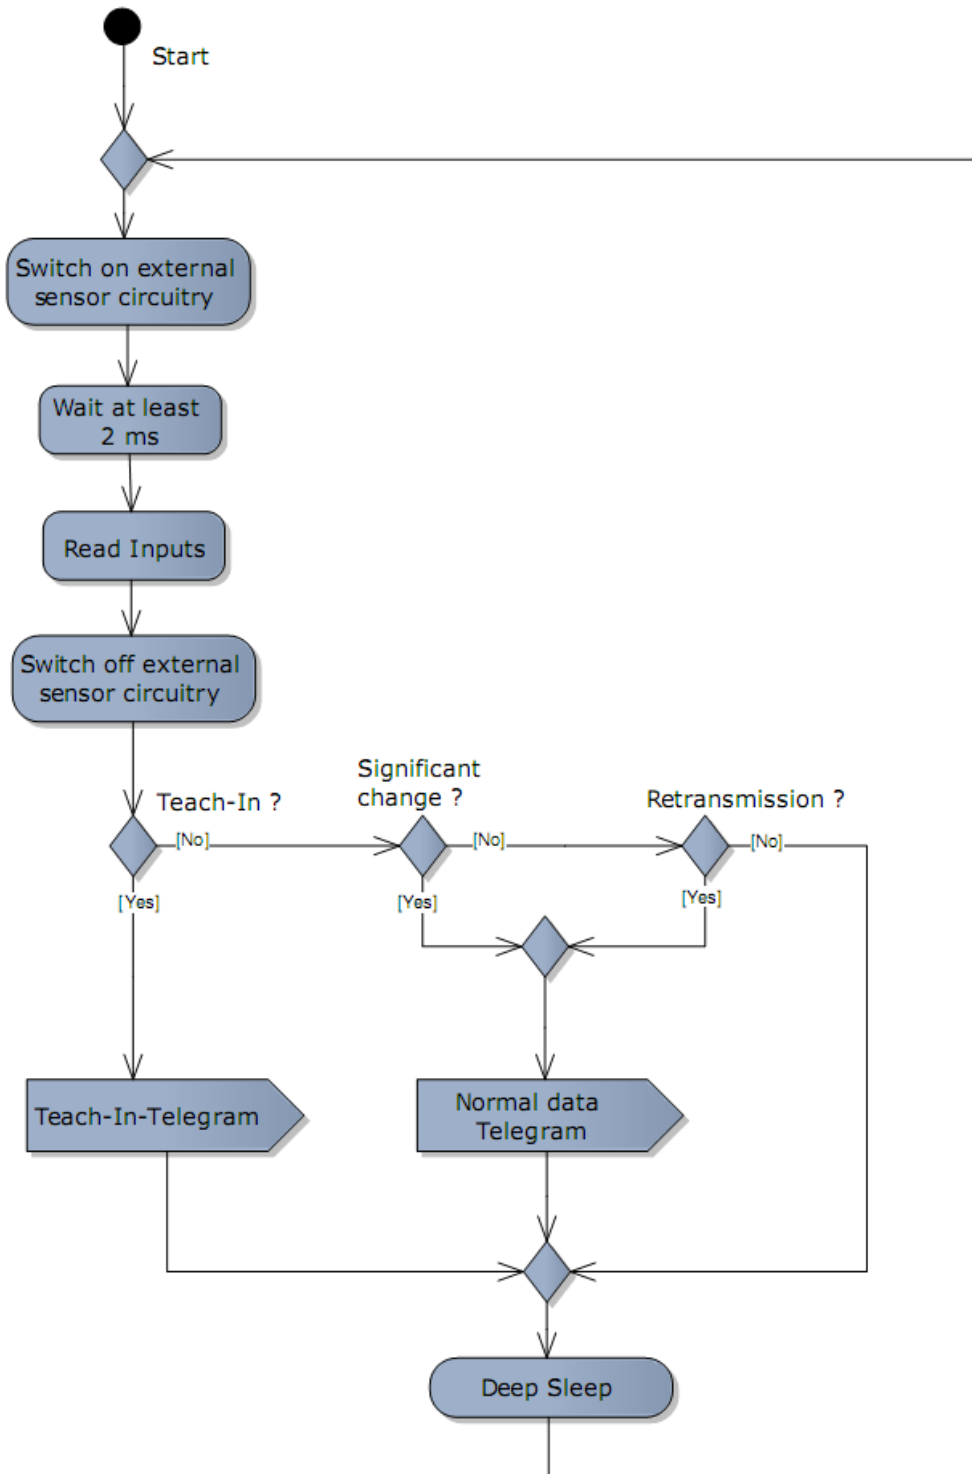 Start
Switch on external
sensor circuitry
Wait at least
2 ms
Read Inputs
Switch off external
sensor circuitry
Teach-In ?
Significant
change ?
Retransmission ?
[No]
[No]
[No]
[Yes]
[Yes]
[Yes]
Teach-In-Telegram
Normal data
Telegram
Deep Sleep